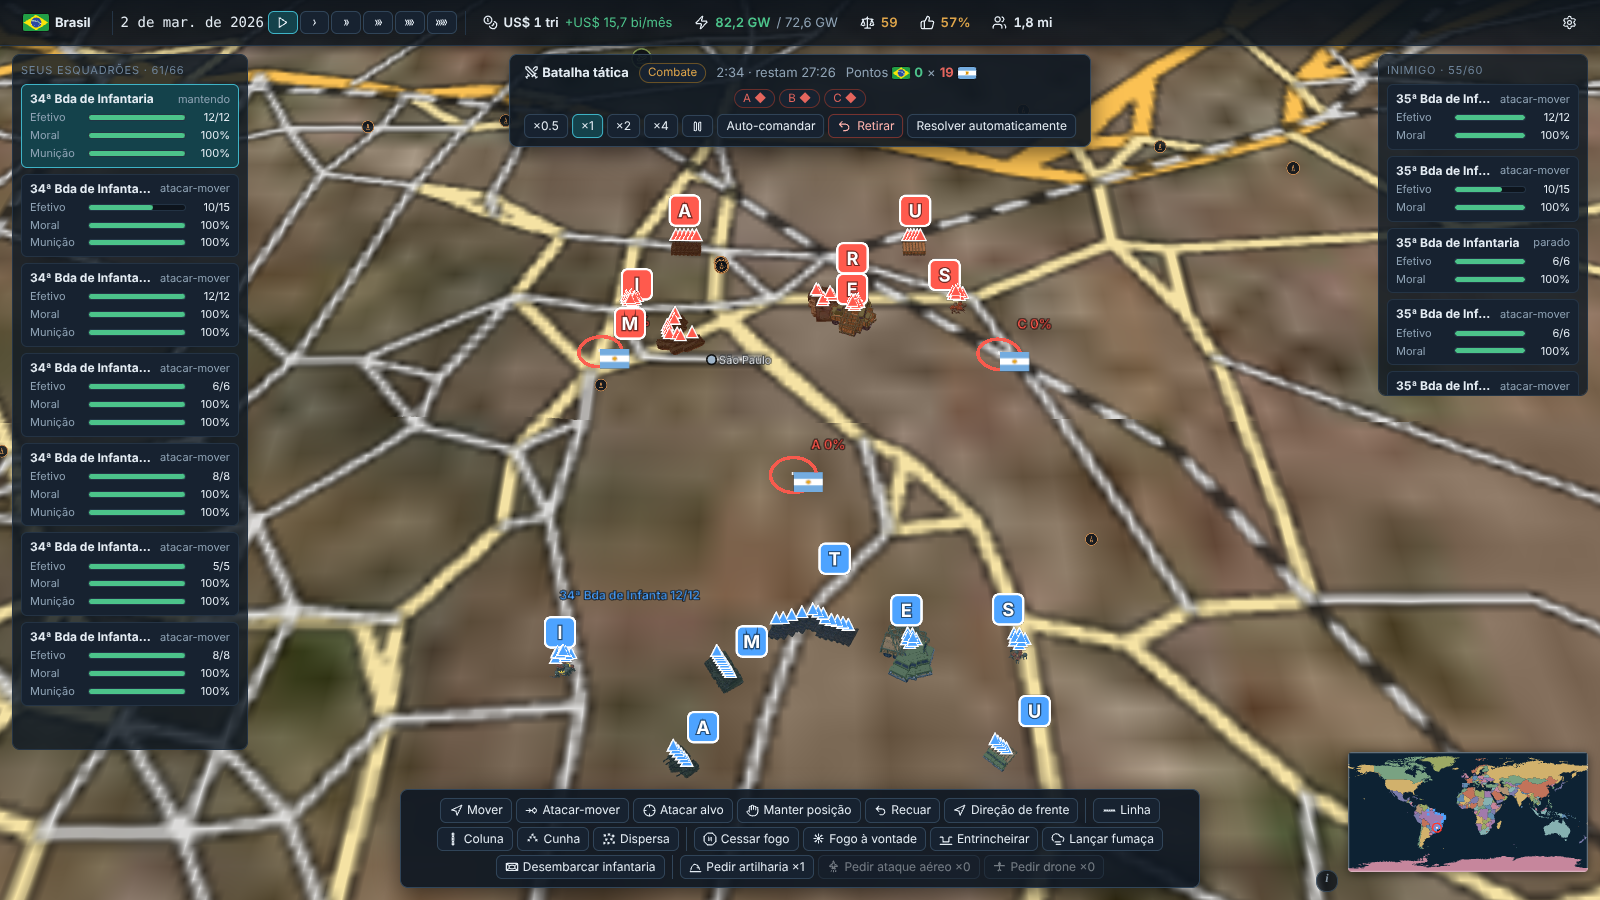 Brasil
2 de mar. de 2026
US$ 1 tri +US$ 15,7 bi/mês
82,2 GW / 72,6 GW
59
57%
1,8 mi
SEUS ESQUADRÕES · 61/66
34ª Bda de Infantaria mantendo
Efetivo 12/12
Moral 100%
Munição 100%
34ª Bda de Infanta... atacar-mover
Efetivo 10/15
Moral 100%
Munição 100%
34ª Bda de Infanta... atacar-mover
Efetivo 12/12
Moral 100%
Munição 100%
34ª Bda de Infanta... atacar-mover
Efetivo 6/6
Moral 100%
Munição 100%
34ª Bda de Infanta... atacar-mover
Efetivo 8/8
Moral 100%
Munição 100%
34ª Bda de Infanta... atacar-mover
Efetivo 5/5
Moral 100%
Munição 100%
34ª Bda de Infanta... atacar-mover
Efetivo 8/8
Moral 100%
Munição 100%
Batalha tática Combate 2:34 · restam 27:26 Pontos 0 × 19
A B C
×0.5 ×1 ×2 ×4 Auto-comandar Retirar Resolver automaticamente
INIMIGO · 55/60
35ª Bda de Inf... atacar-mover
Efetivo 12/12
Moral 100%
35ª Bda de Inf... atacar-mover
Efetivo 10/15
Moral 100%
35ª Bda de Infantaria parado
Efetivo 6/6
Moral 100%
35ª Bda de Inf... atacar-mover
Efetivo 6/6
Moral 100%
35ª Bda de Inf... atacar-mover
A U
R
I E S
M
C 0%
São Paulo
A 0%
T
34ª Bda de Infanta 12/12
I M E S
A U
Mover Atacar-mover Atacar alvo Manter posição Recuar Direção de frente Linha
Coluna Cunha Dispersa Cessar fogo Fogo à vontade Entrincheirar Lançar fumaça
Desembarcar infantaria Pedir artilharia ×1 Pedir ataque aéreo ×0 Pedir drone ×0
i